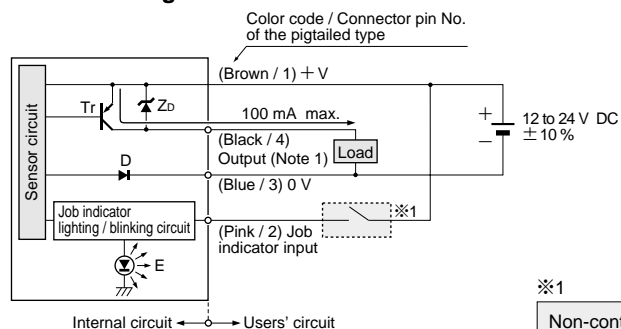 Color code / Connector pin No.
of the pigtailed type
(Brown / 1) + V
Tr
ZD
100 mA max.
+
12 to 24 V DC
± 10 %
−
(Black / 4)
Output (Note 1)
Load
Sensor circuit
D
(Blue / 3) 0 V
Job indicator
lighting / blinking circuit
※1
(Pink / 2) Job
indicator input
E
※1
Internal circuit
Users' circuit